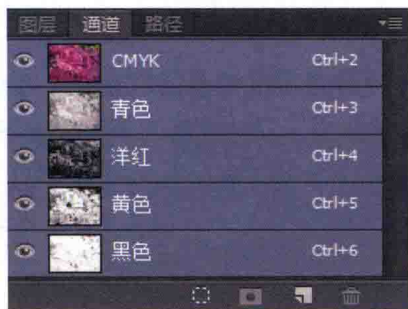 图层 通道 路径
CMYK Ctrl+2
青色 Ctrl+3
洋红 Ctrl+4
黄色 Ctrl+5
黑色 Ctrl+6